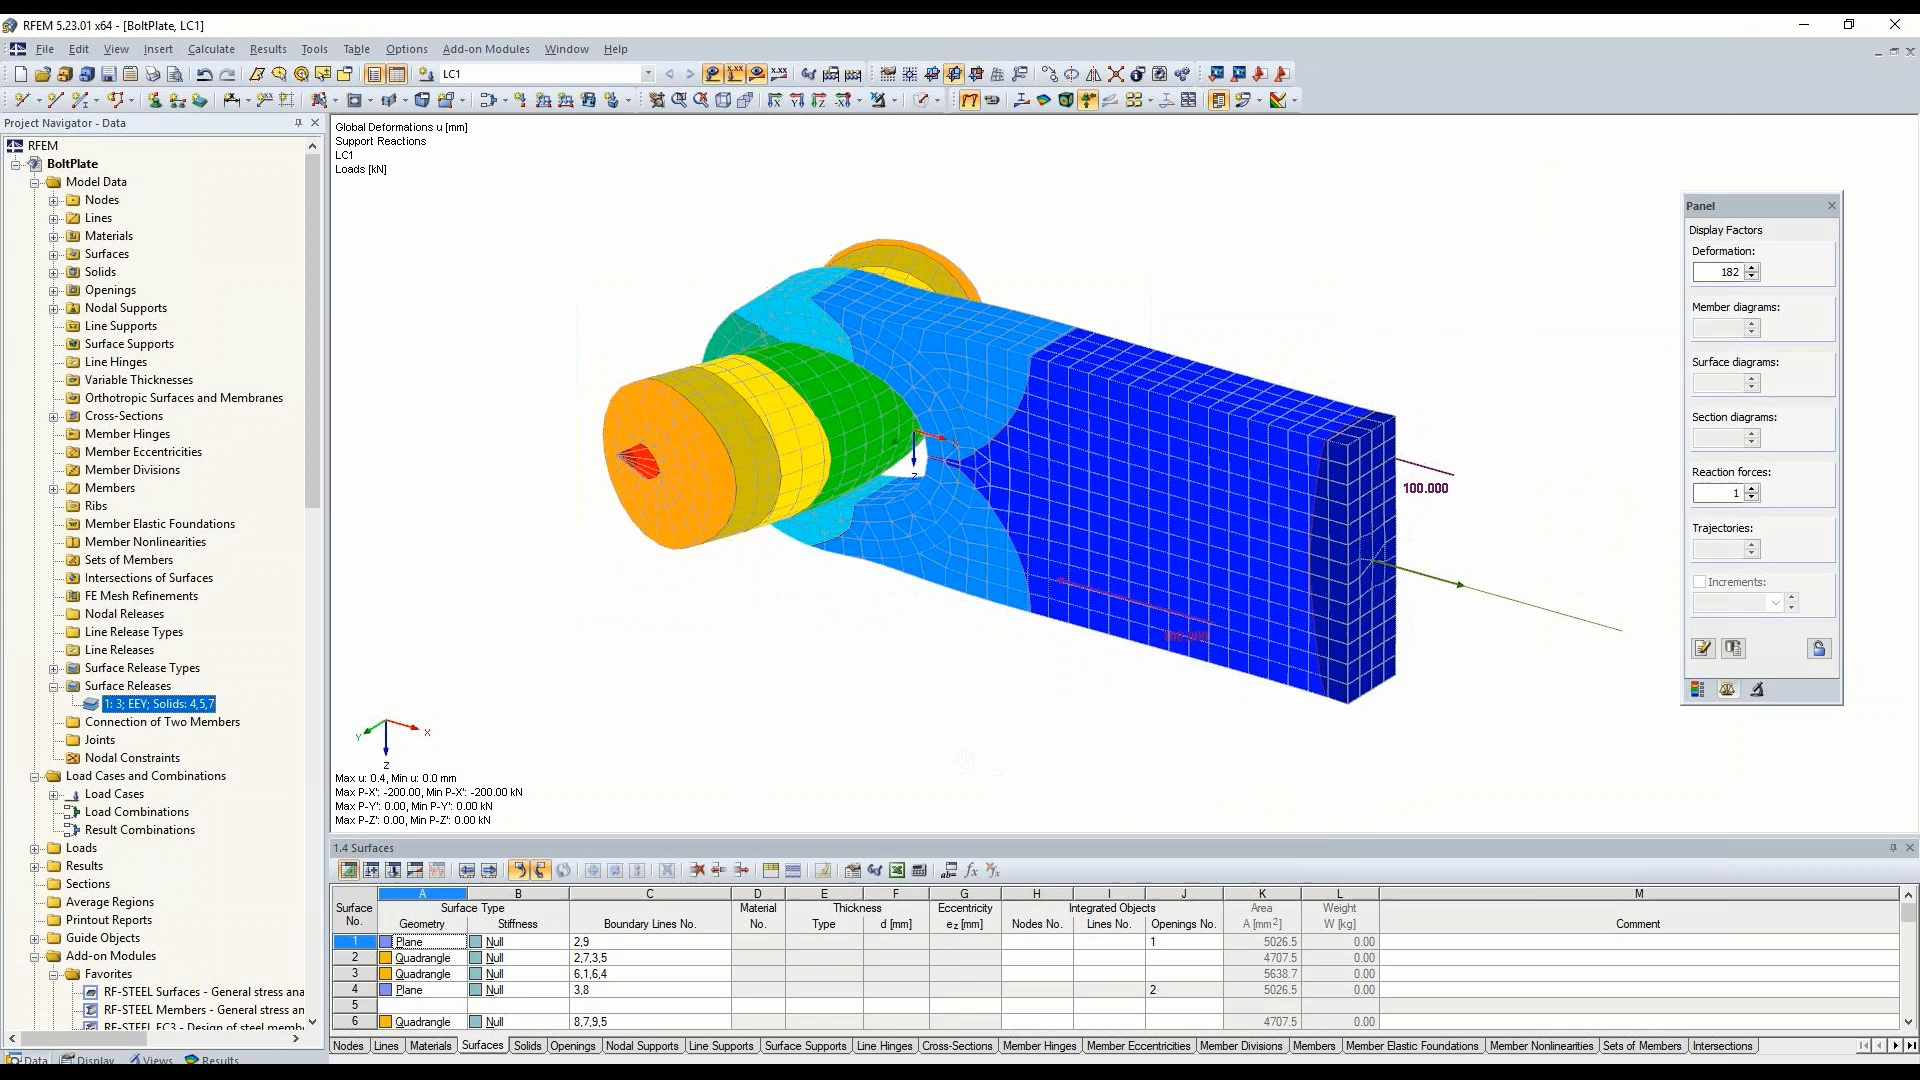 RFEM 5.23.01 x64 - [BoltPlate, LC1]
File Edit View Insert Calculate Results Tools Table Options Add-on Modules Window Help
LC1
Project Navigator - Data
RFEM
BoltPlate
Model Data
Nodes
Lines
Materials
Surfaces
Solids
Openings
Nodal Supports
Line Supports
Surface Supports
Line Hinges
Variable Thicknesses
Orthotropic Surfaces and Membranes
Cross-Sections
Member Hinges
Member Eccentricities
Member Divisions
Members
Ribs
Member Elastic Foundations
Member Nonlinearities
Sets of Members
Intersections of Surfaces
FE Mesh Refinements
Nodal Releases
Line Release Types
Line Releases
Surface Release Types
Surface Releases
1: 3; EEY; Solids: 4,5,7
Connection of Two Members
Joints
Nodal Constraints
Load Cases and Combinations
Load Cases
Load Combinations
Result Combinations
Loads
Results
Sections
Average Regions
Printout Reports
Guide Objects
Add-on Modules
Favorites
RF-STEEL Surfaces - General stress ana
RF-STEEL Members - General stress an
RF-STEEL EC3 - Design of steel memb
Data Display Views Results
Global Deformations u [mm]
Support Reactions
LC1
Loads [kN]
100.000
100.000
Z
X
Y
Z
Max u: 0.4, Min u: 0.0 mm
Max P-X': -200.00, Min P-X': -200.00 kN
Max P-Y': 0.00, Min P-Y': 0.00 kN
Max P-Z': 0.00, Min P-Z': 0.00 kN
Panel
Display Factors
Deformation:
182
Member diagrams:
Surface diagrams:
Section diagrams:
Reaction forces:
1
Trajectories:
Increments:
1.4 Surfaces
A B C D E F G H I J K L M
Surface Surface Type Material Thickness Eccentricity Integrated Objects Area Weight
No. Geometry Stiffness Boundary Lines No. No. Type d [mm] ez [mm] Nodes No. Lines No. Openings No. A [mm2] W [kg] Comment
1 Plane Null 2,9 1 5026.5 0.00
2 Quadrangle Null 2,7,3,5 4707.5 0.00
3 Quadrangle Null 6,1,6,4 5638.7 0.00
4 Plane Null 3,8 2 5026.5 0.00
5
6 Quadrangle Null 8,7,9,5 4707.5 0.00
Nodes Lines Materials Surfaces Solids Openings Nodal Supports Line Supports Surface Supports Line Hinges Cross-Sections Member Hinges Member Eccentricities Member Divisions Members Member Elastic Foundations Member Nonlinearities Sets of Members Intersections